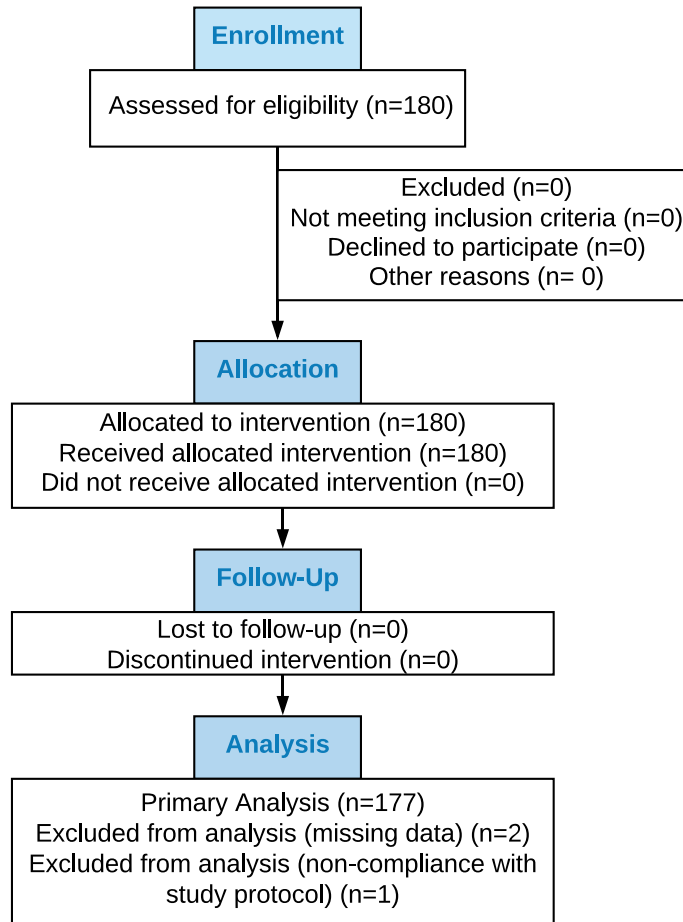 Enrollment
Assessed for eligibility (n=180)
Excluded (n=0)
Not meeting inclusion criteria (n=0)
Declined to participate (n=0)
Other reasons (n= 0)
Allocation
Allocated to intervention (n=180)
Received allocated intervention (n=180)
Did not receive allocated intervention (n=0)
Follow-Up
Lost to follow-up (n=0)
Discontinued intervention (n=0)
Analysis
Primary Analysis (n=177)
Excluded from analysis (missing data) (n=2)
Excluded from analysis (non-compliance with
study protocol) (n=1)